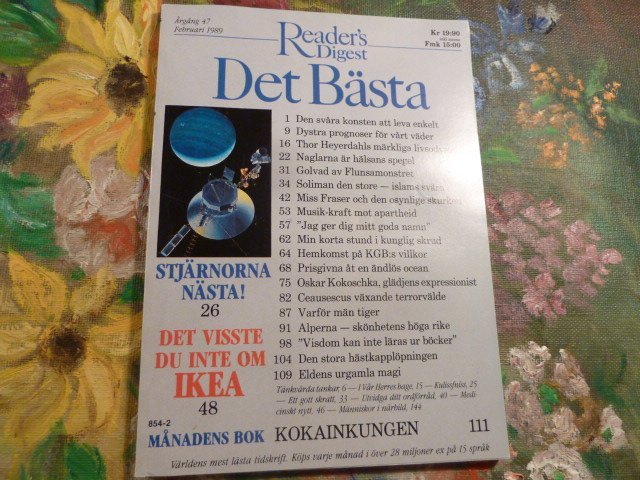 Årgång 47
Februari 1989
Kr 19:90
Fmk 15:00
Reader's
Digest
Det Bästa
1 Den svåra konsten att leva enkelt
9 Dystra prognoser för vårt väder
16 Thor Heyerdahls märkliga
22 Naglarna är hälsans spegel
31 Golvad av Flunsamonstret
34 Soliman den store — islams svärd
42 Miss Fraser och den osynlige skurken
53 Musik-kraft mot apartheid
57 "Jag ger dig mitt goda namn"
62 Min korta stund i kunglig skrud
64 Hemkomst på KGB:s villkor
68 Prisgivna åt en ändlös ocean
75 Oskar Kokoschka, glädjens expressionist
82 Ceausescus växande terrorvälde
87 Varför män tiger
91 Alperna — skönhetens höga rike
98 "Visdom kan inte läras ur böcker"
104 Den stora hästkapplöpningen
109 Eldens urgamla magi
Tänkvärda tankar, 6 — I Vår Herres hage, 15 — Kulissfniss, 25
— Ett gott skratt, 33 — Utvidga ditt ordförråd, 40 — Medi
cinskt nytt, 46 — Människor i närbild, 144
STJÄRNORNA
NÄSTA!
26
DET VISSTE
DU INTE OM
IKEA
48
854-2
MÅNADENS BOK KOKAINKUNGEN 111
Världens mest lästa tidskrift. Köps varje månad i över 28 miljoner ex på 15 språk